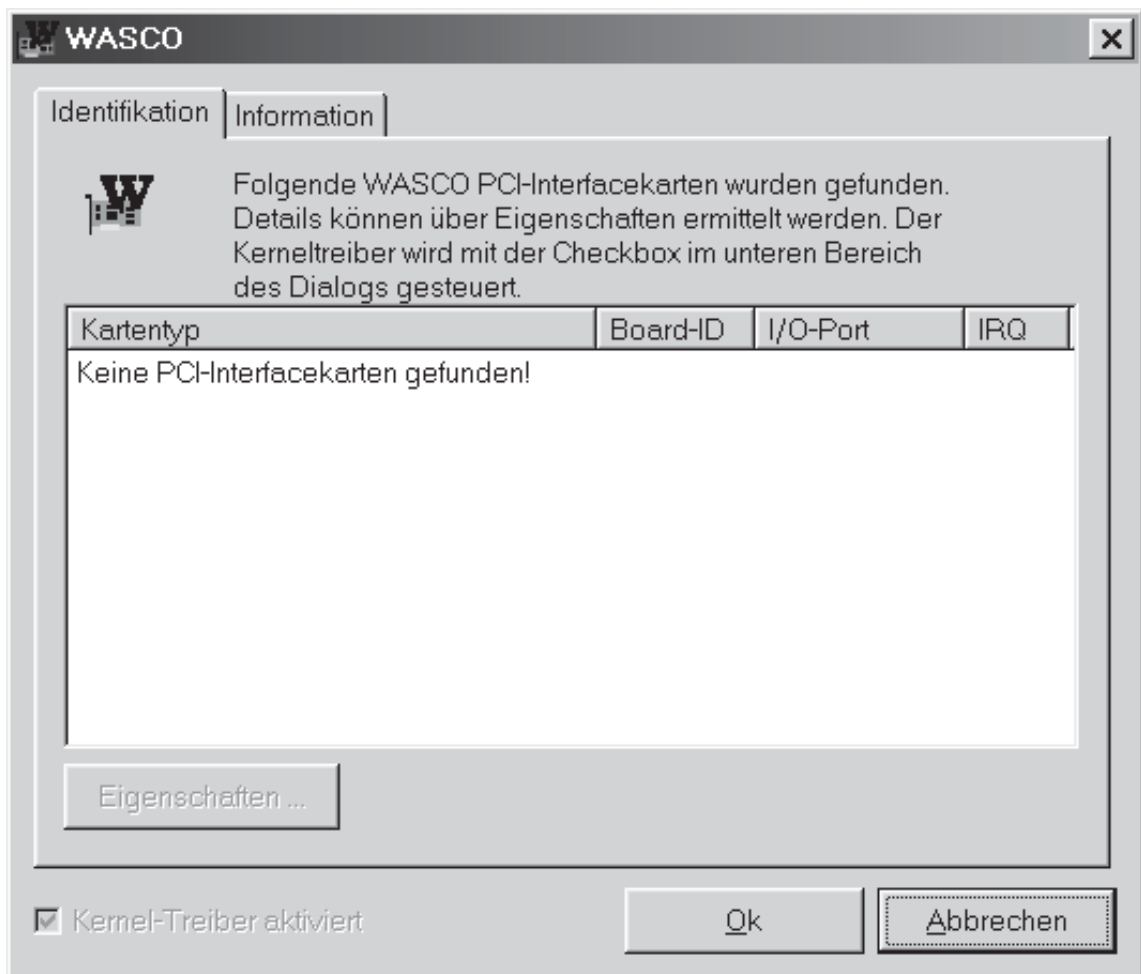 WASCO
Identifikation
Information
Folgende WASCO PCI-Interfacekarten wurden gefunden.
Details können über Eigenschaften ermittelt werden. Der
Kerneltreiber wird mit der Checkbox im unteren Bereich
des Dialogs gesteuert.
Kartentyp Board-ID I/O-Port IRQ
Keine PCI-Interfacekarten gefunden!
Eigenschaften ...
Kernel-Treiber aktiviert
Ok
Abbrechen